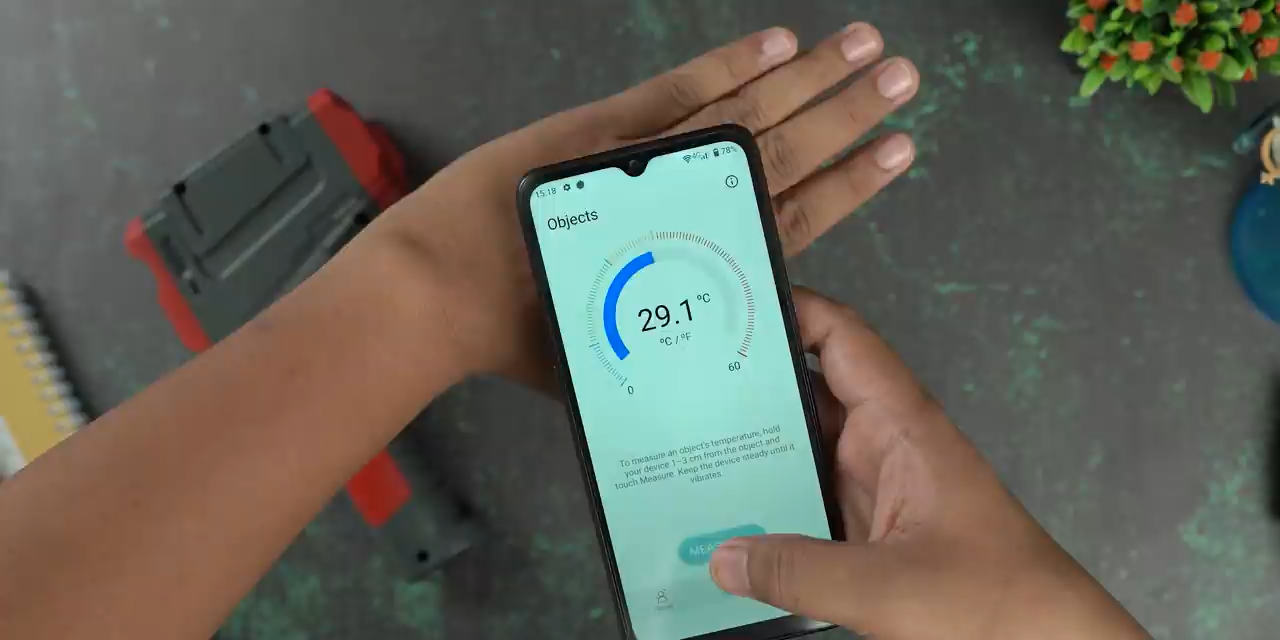 15.18 4G 78%
Objects
29.1 °C
°C / °F
0
60
To measure an object's temperature, hold
your device 1–3 cm from the object and
touch Measure. Keep the device steady until it
vibrates.